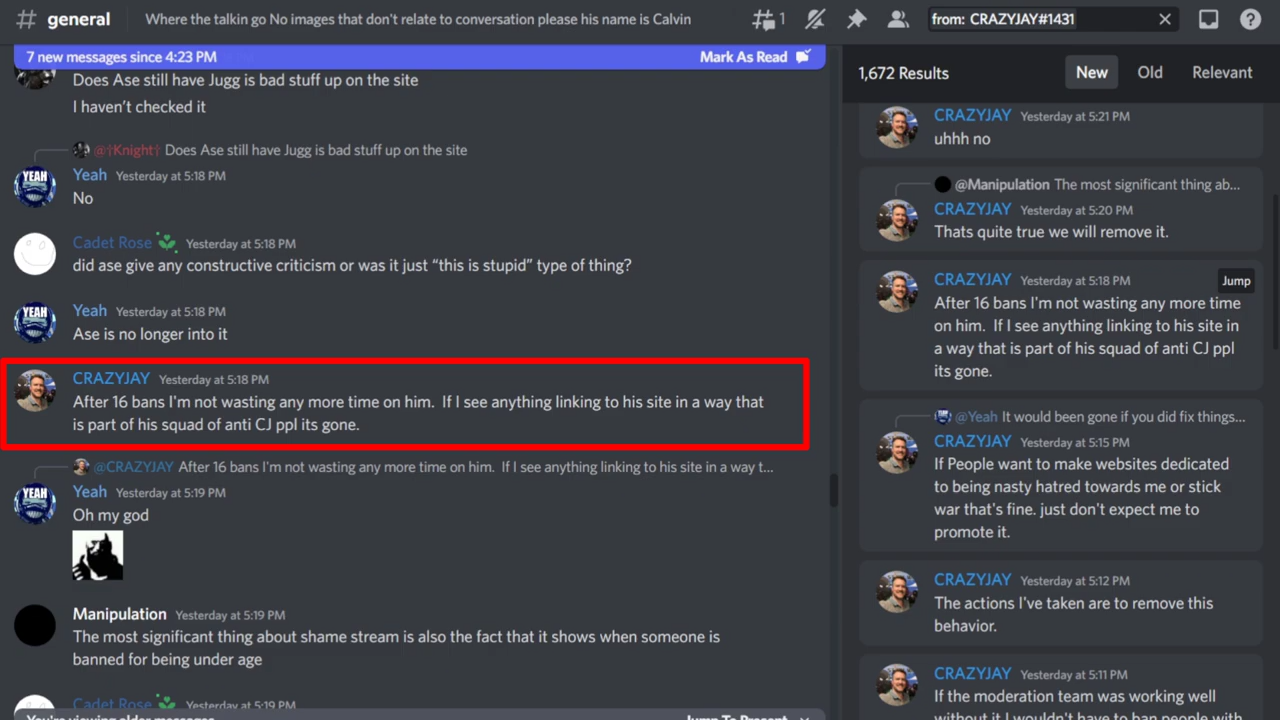 # general
Where the talkin go No images that don't relate to conversation please his name is Calvin
1
from: CRAZYJAY#1431
7 new messages since 4:23 PM
Mark As Read
Does Ase still have Jugg is bad stuff up on the site
I haven't checked it
@†Knight† Does Ase still have Jugg is bad stuff up on the site
Yeah Yesterday at 5:18 PM
No
Cadet Rose Yesterday at 5:18 PM
did ase give any constructive criticism or was it just “this is stupid” type of thing?
Yeah Yesterday at 5:18 PM
Ase is no longer into it
CRAZYJAY Yesterday at 5:18 PM
After 16 bans I'm not wasting any more time on him.  If I see anything linking to his site in a way that
is part of his squad of anti CJ ppl its gone.
@CRAZYJAY After 16 bans I'm not wasting any more time on him.  If I see anything linking to his site in a way t...
YEAH
Yeah Yesterday at 5:19 PM
Oh my god
Manipulation Yesterday at 5:19 PM
The most significant thing about shame stream is also the fact that it shows when someone is
banned for being under age
Cadet Rose Yesterday at 5:19 PM
You're viewing older messages
Jump To Present
1,672 Results
New
Old
Relevant
CRAZYJAY Yesterday at 5:21 PM
uhhh no
@Manipulation The most significant thing ab...
CRAZYJAY Yesterday at 5:20 PM
Thats quite true we will remove it.
CRAZYJAY Yesterday at 5:18 PM
Jump
After 16 bans I'm not wasting any more time
on him.  If I see anything linking to his site in
a way that is part of his squad of anti CJ ppl
its gone.
@Yeah It would been gone if you did fix things...
CRAZYJAY Yesterday at 5:15 PM
If People want to make websites dedicated
to being nasty hatred towards me or stick
war that's fine. just don't expect me to
promote it.
CRAZYJAY Yesterday at 5:12 PM
The actions I've taken are to remove this
behavior.
CRAZYJAY Yesterday at 5:11 PM
If the moderation team was working well
without it I wouldn't have to ban people with